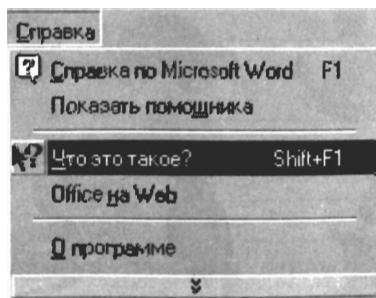 Справка
Справка по Microsoft Word F1
Показать помощника
Что это такое? Shift+F1
Office на Web
О программе